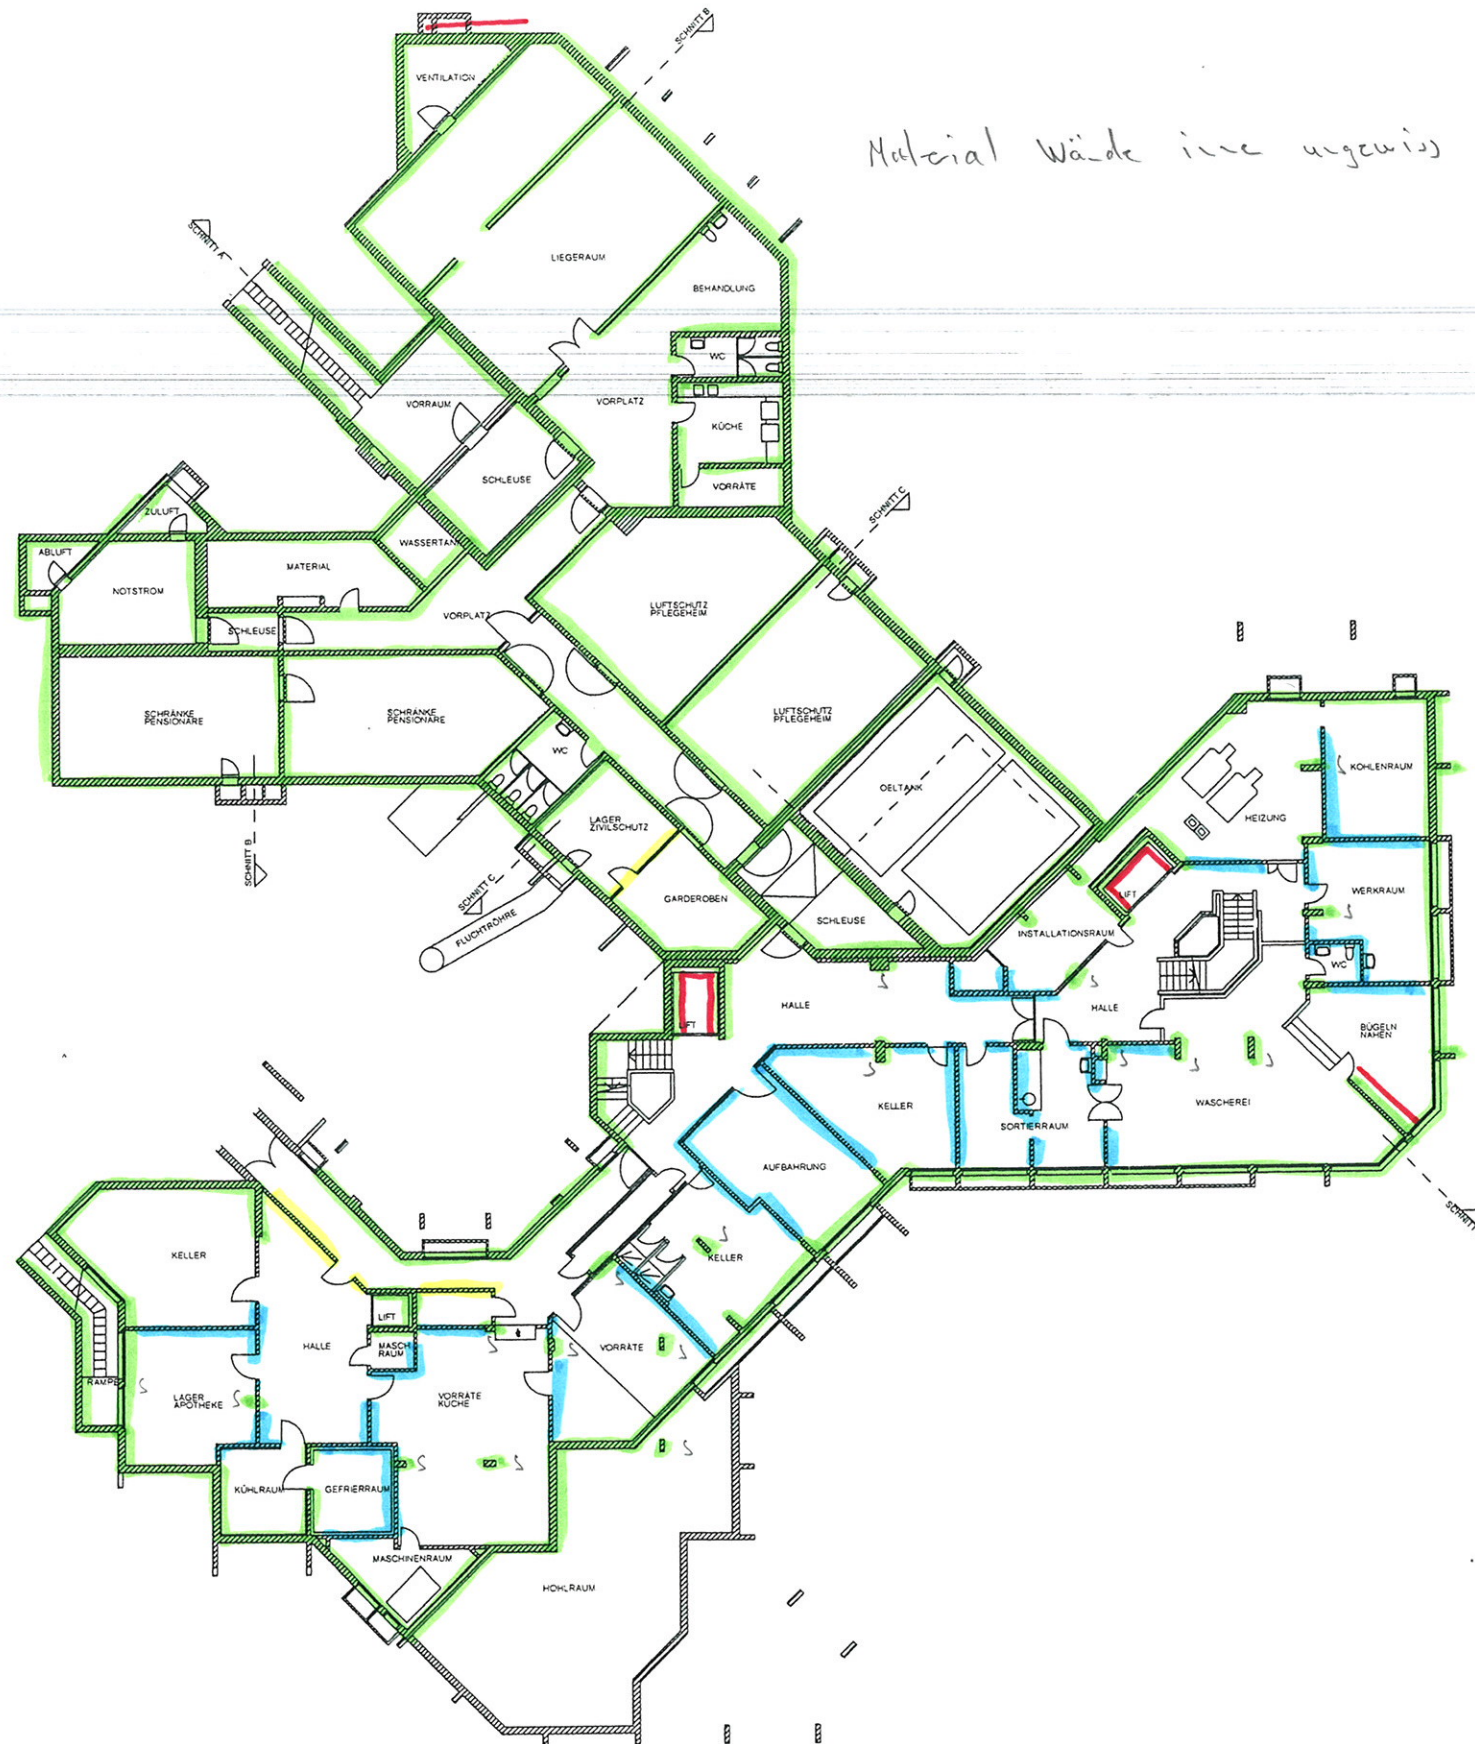 SCHNITT B
VENTILATION
Material Wände inne ungewiss
SCHNITT A
LIEGERAUM
BEHANDLUNG
WC
VORRAUM
VORPLATZ
KÜCHE
SCHLEUSE
VORRÄTE
SCHNITT C
ZULUFT
WASSERTANK
ABLUFT
MATERIAL
NOTSTROM
LUFTSCHUTZ
PFLEGEHEIM
VORPLATZ
SCHLEUSE
SCHRÄNKE
PENSIONÄRE
SCHRÄNKE
PENSIONÄRE
LUFTSCHUTZ
PFLEGEHEIM
WC
KOHLENRAUM
OELTANK
LAGER
ZIVILSCHUTZ
HEIZUNG
SCHNITT B
SCHNITT C
GARDEROBEN
LIFT
WERKRAUM
SCHLEUSE
FLUCHTRÖHRE
INSTALLATIONSRAUM
WC
HALLE
HALLE
LIFT
BÜGELN
NÄHEN
KELLER
WASCHEREI
SORTIERRAUM
AUFBAHRUNG
SCHNITT
KELLER
KELLER
LIFT
HALLE
MASCH
RAUM
VORRÄTE
RAMPE
LAGER
APOTHEKE
VORRÄTE
KÜCHE
KÜHLRAUM
GEFRIERRAUM
MASCHINENRAUM
HOHLRAUM